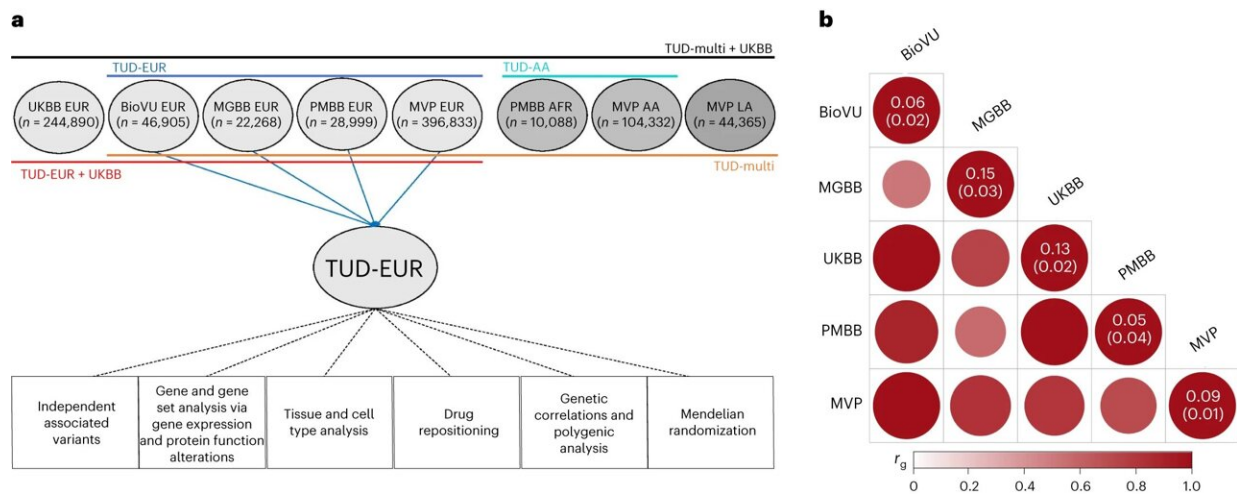 a
TUD-multi + UKBB
TUD-EUR
TUD-AA
UKBB EUR
(n = 244,890)
BioVU EUR
(n = 46,905)
MGBB EUR
(n = 22,268)
PMBB EUR
(n = 28,999)
MVP EUR
(n = 396,833)
PMBB AFR
(n = 10,088)
MVP AA
(n = 104,332)
MVP LA
(n = 44,365)
TUD-EUR + UKBB
TUD-multi
TUD-EUR
Independent
associated
variants
Gene and gene
set analysis via
gene expression
and protein function
alterations
Tissue and cell
type analysis
Drug
repositioning
Genetic
correlations and
polygenic
analysis
Mendelian
randomization
b
BioVU
MGBB
UKBB
PMBB
MVP
BioVU
0.06
(0.02)
MGBB
0.15
(0.03)
UKBB
0.13
(0.02)
PMBB
0.05
(0.04)
MVP
0.09
(0.01)
rg
0
0.2
0.4
0.6
0.8
1.0